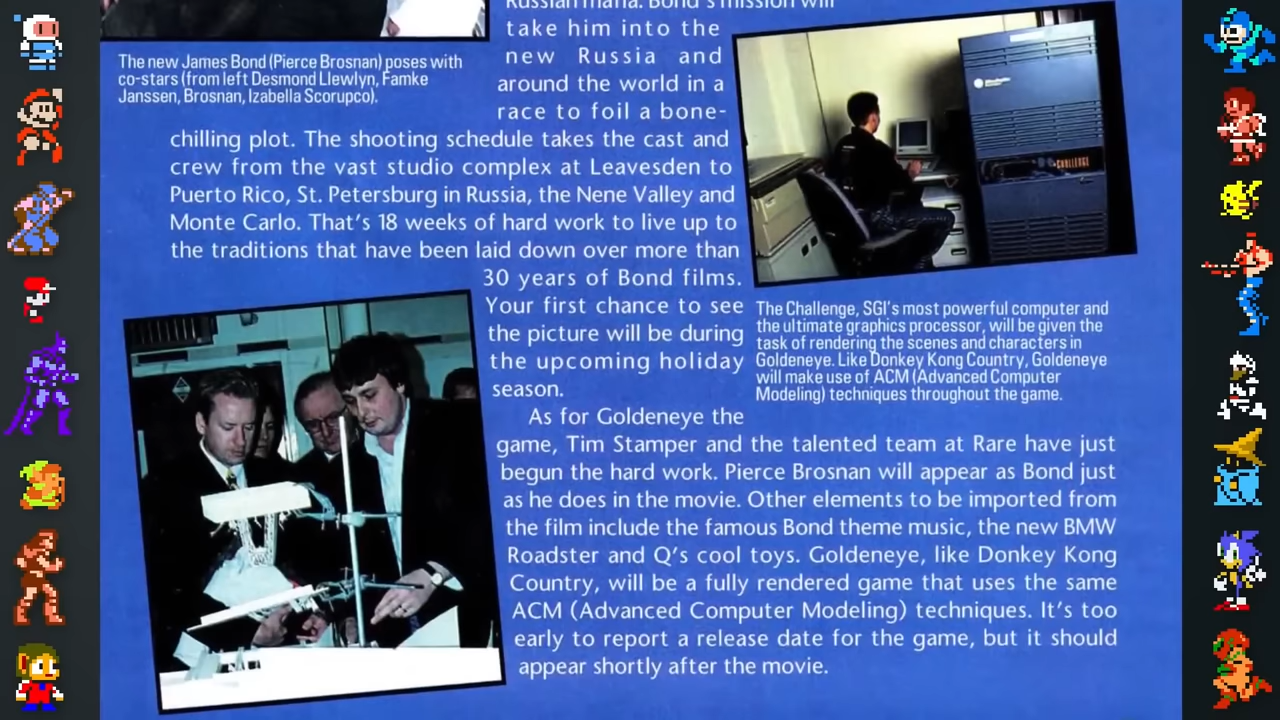 Russian mafia. Bond's mission will
take him into the
new Russia and
around the world in a
race to foil a bone-
chilling plot. The shooting schedule takes the cast and
crew from the vast studio complex at Leavesden to
Puerto Rico, St. Petersburg in Russia, the Nene Valley and
Monte Carlo. That's 18 weeks of hard work to live up to
the traditions that have been laid down over more than
30 years of Bond films.
Your first chance to see
the picture will be during
the upcoming holiday
season.
As for Goldeneye the
game, Tim Stamper and the talented team at Rare have just
begun the hard work. Pierce Brosnan will appear as Bond just
as he does in the movie. Other elements to be imported from
the film include the famous Bond theme music, the new BMW
Roadster and Q's cool toys. Goldeneye, like Donkey Kong
Country, will be a fully rendered game that uses the same
ACM (Advanced Computer Modeling) techniques. It's too
early to report a release date for the game, but it should
appear shortly after the movie.
The new James Bond (Pierce Brosnan) poses with
co-stars (from left Desmond Llewlyn, Famke
Janssen, Brosnan, Izabella Scorupco).
CHALLENGE
The Challenge, SGI's most powerful computer and
the ultimate graphics processor, will be given the
task of rendering the scenes and characters in
Goldeneye. Like Donkey Kong Country, Goldeneye
will make use of ACM (Advanced Computer
Modeling) techniques throughout the game.